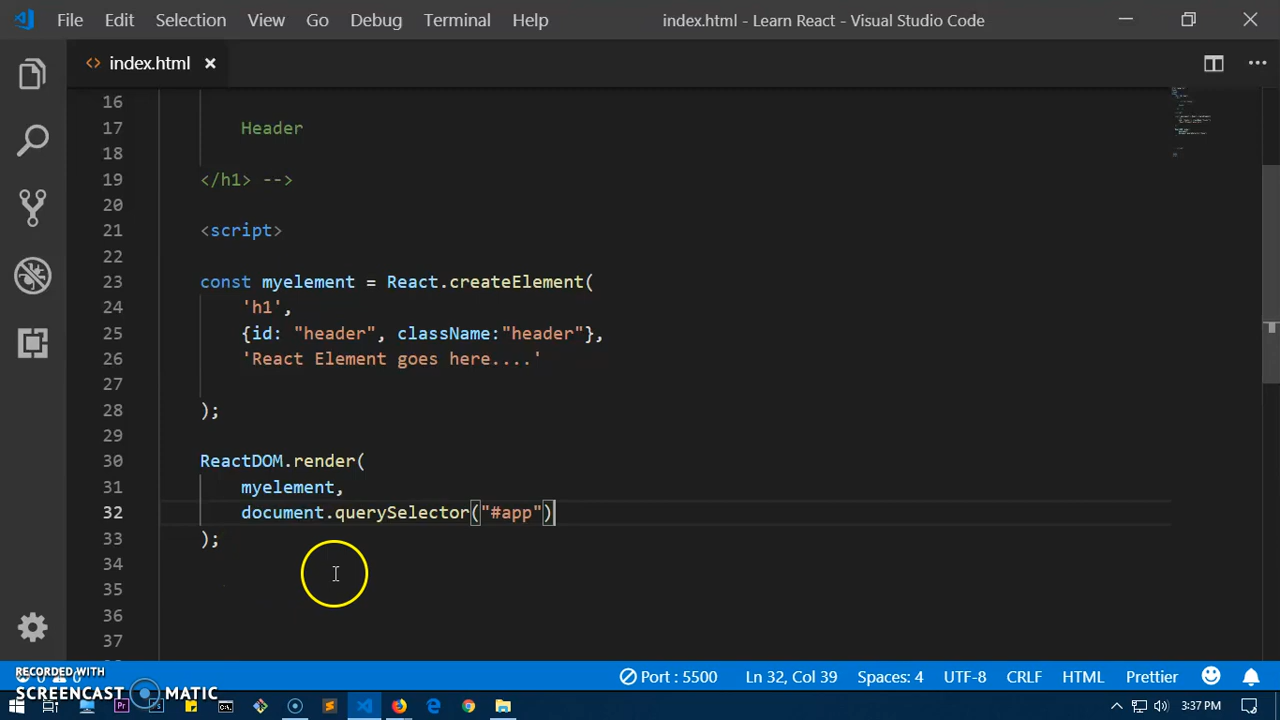 File Edit Selection View Go Debug Terminal Help index.html - Learn React - Visual Studio Code
<> index.html ×
16
17 Header
18
19 </h1> -->
20
21 <script>
22
23 const myelement = React.createElement(
24 'h1',
25 {id: "header", className:"header"},
26 'React Element goes here....'
27
28 );
29
30 ReactDOM.render(
31 myelement,
32 document.querySelector("#app")
33 );
34
35
36
37
Port : 5500 Ln 32, Col 39 Spaces: 4 UTF-8 CRLF HTML Prettier
RECORDED WITH
SCREENCAST MATIC
3:37 PM